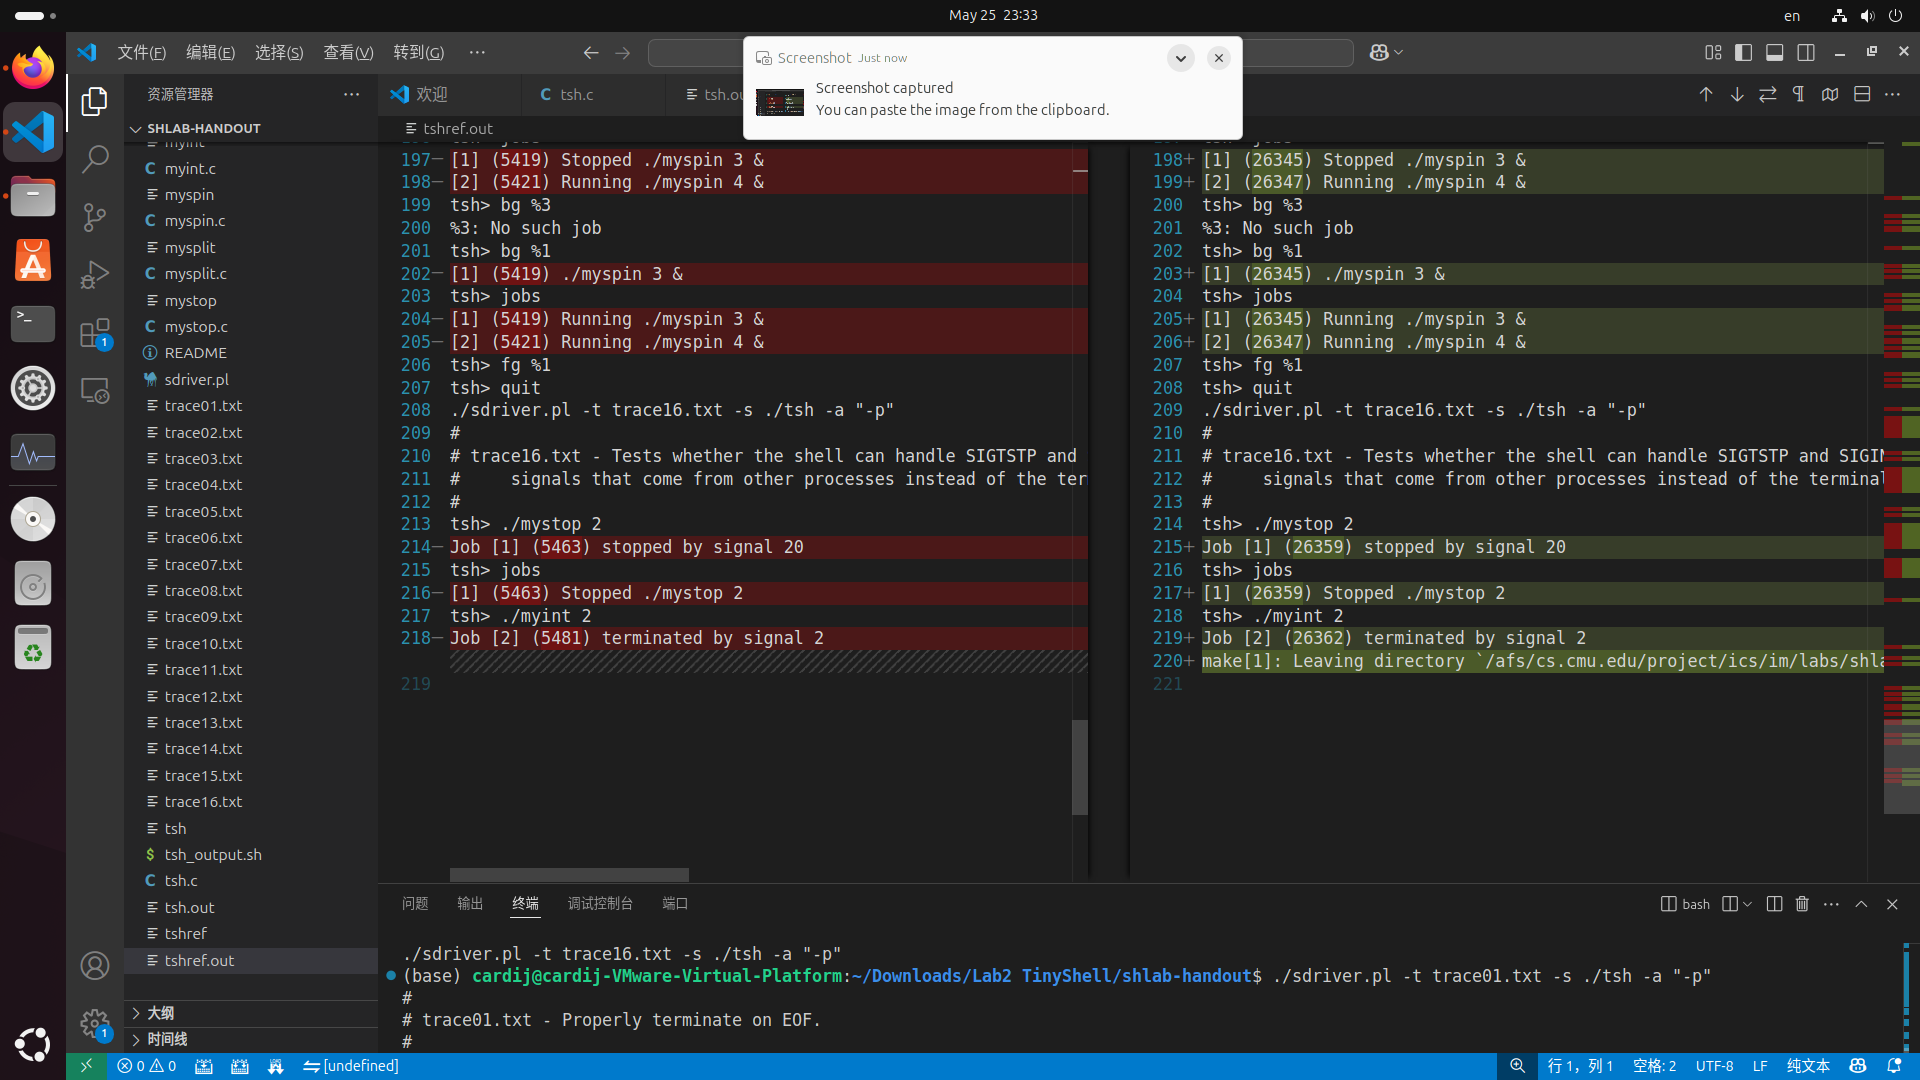 May 25 23:33
en
文件(F) 编辑(E) 选择(S) 查看(V) 转到(G) ···
Screenshot Just now
Screenshot captured
You can paste the image from the clipboard.
资源管理器
SHLAB-HANDOUT
myint
C myint.c
myspin
C myspin.c
mysplit
C mysplit.c
mystop
C mystop.c
README
sdriver.pl
trace01.txt
trace02.txt
trace03.txt
trace04.txt
trace05.txt
trace06.txt
trace07.txt
trace08.txt
trace09.txt
trace10.txt
trace11.txt
trace12.txt
trace13.txt
trace14.txt
trace15.txt
trace16.txt
tsh
$ tsh_output.sh
C tsh.c
tsh.out
tshref
tshref.out
大纲
时间线
1
1
欢迎
C tsh.c
tsh.ou
tshref.out
197− [1] (5419) Stopped ./myspin 3 &
198− [2] (5421) Running ./myspin 4 &
199 tsh> bg %3
200 %3: No such job
201 tsh> bg %1
202− [1] (5419) ./myspin 3 &
203 tsh> jobs
204− [1] (5419) Running ./myspin 3 &
205− [2] (5421) Running ./myspin 4 &
206 tsh> fg %1
207 tsh> quit
208 ./sdriver.pl -t trace16.txt -s ./tsh -a "-p"
209 #
210 # trace16.txt - Tests whether the shell can handle SIGTSTP and
211 #     signals that come from other processes instead of the ter
212 #
213 tsh> ./mystop 2
214− Job [1] (5463) stopped by signal 20
215 tsh> jobs
216− [1] (5463) Stopped ./mystop 2
217 tsh> ./myint 2
218− Job [2] (5481) terminated by signal 2
219
198+ [1] (26345) Stopped ./myspin 3 &
199+ [2] (26347) Running ./myspin 4 &
200 tsh> bg %3
201 %3: No such job
202 tsh> bg %1
203+ [1] (26345) ./myspin 3 &
204 tsh> jobs
205+ [1] (26345) Running ./myspin 3 &
206+ [2] (26347) Running ./myspin 4 &
207 tsh> fg %1
208 tsh> quit
209 ./sdriver.pl -t trace16.txt -s ./tsh -a "-p"
210 #
211 # trace16.txt - Tests whether the shell can handle SIGTSTP and SIGIN
212 #     signals that come from other processes instead of the terminal
213 #
214 tsh> ./mystop 2
215+ Job [1] (26359) stopped by signal 20
216 tsh> jobs
217+ [1] (26359) Stopped ./mystop 2
218 tsh> ./myint 2
219+ Job [2] (26362) terminated by signal 2
220+ make[1]: Leaving directory `/afs/cs.cmu.edu/project/ics/im/labs/shla
221
问题 输出 终端 调试控制台 端口
bash
./sdriver.pl -t trace16.txt -s ./tsh -a "-p"
(base) cardij@cardij-VMware-Virtual-Platform:~/Downloads/Lab2 TinyShell/shlab-handout$ ./sdriver.pl -t trace01.txt -s ./tsh -a "-p"
#
# trace01.txt - Properly terminate on EOF.
#
0 0 [undefined] 行 1，列 1 空格: 2 UTF-8 LF 纯文本